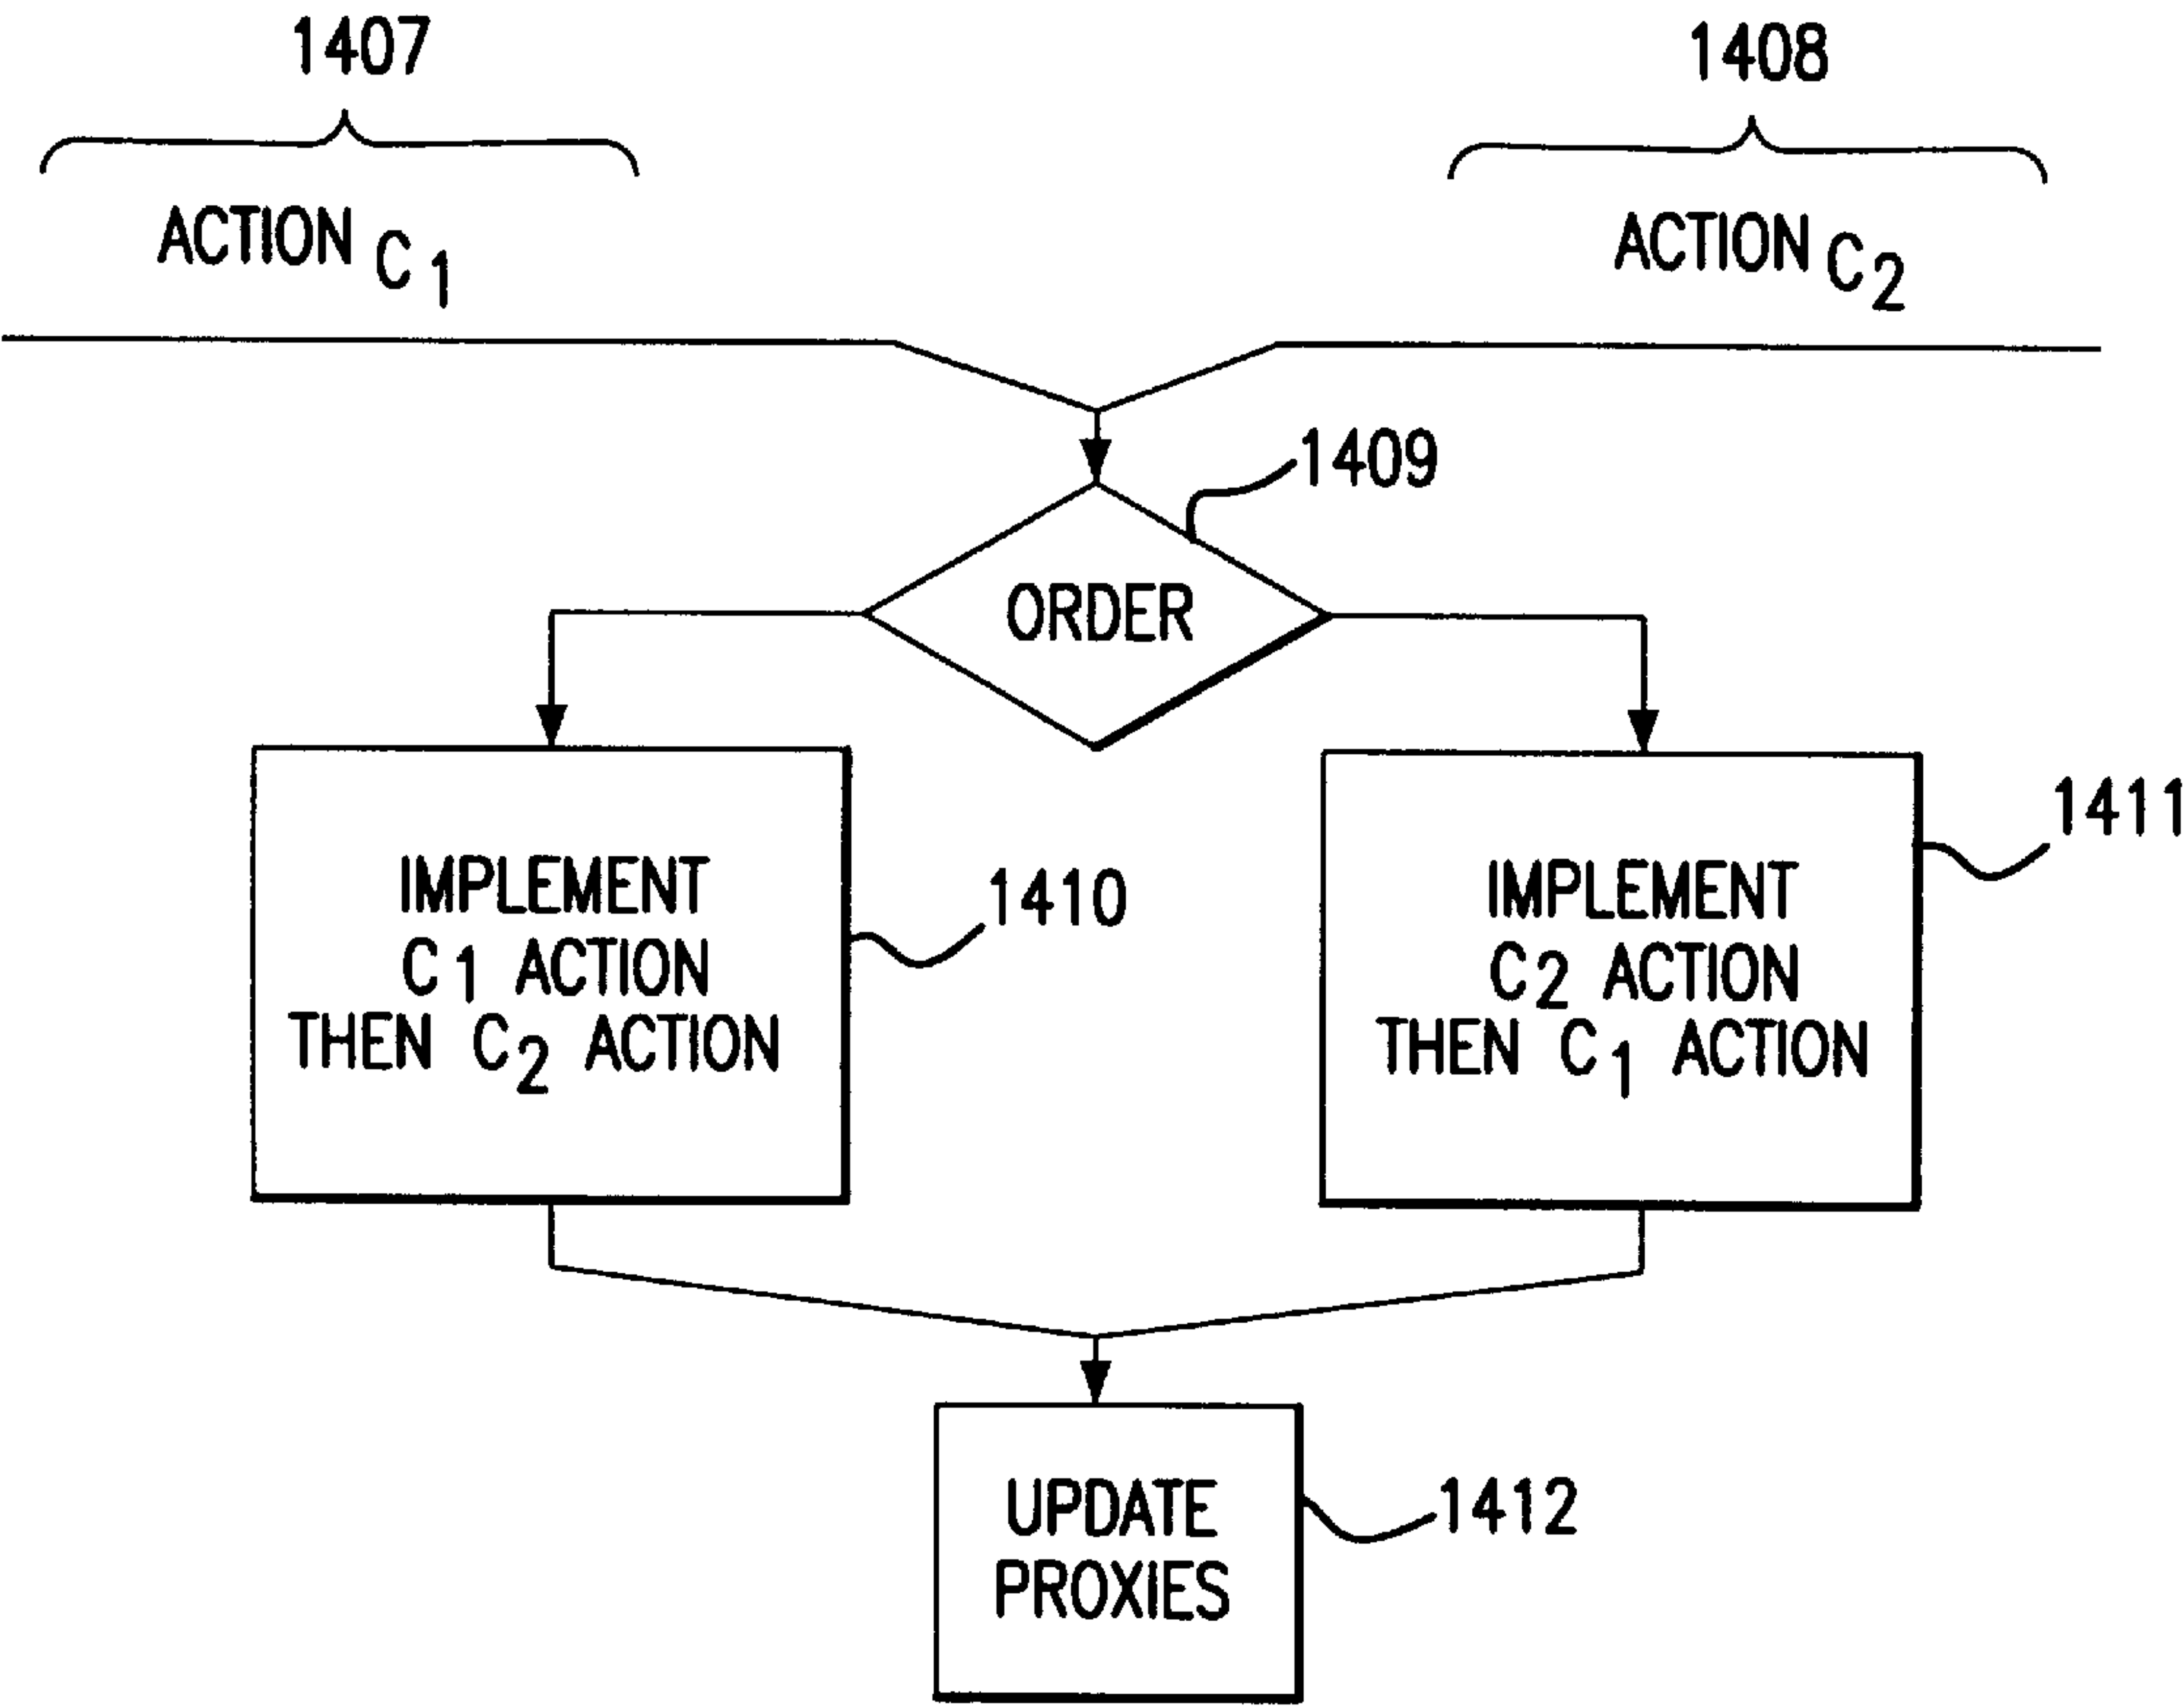 1407
1408
ACTION C1
ACTION C2
1409
ORDER
1411
IMPLEMENT
C1 ACTION
THEN C2 ACTION
1410
IMPLEMENT
C2 ACTION
THEN C1 ACTION
UPDATE
PROXIES
1412